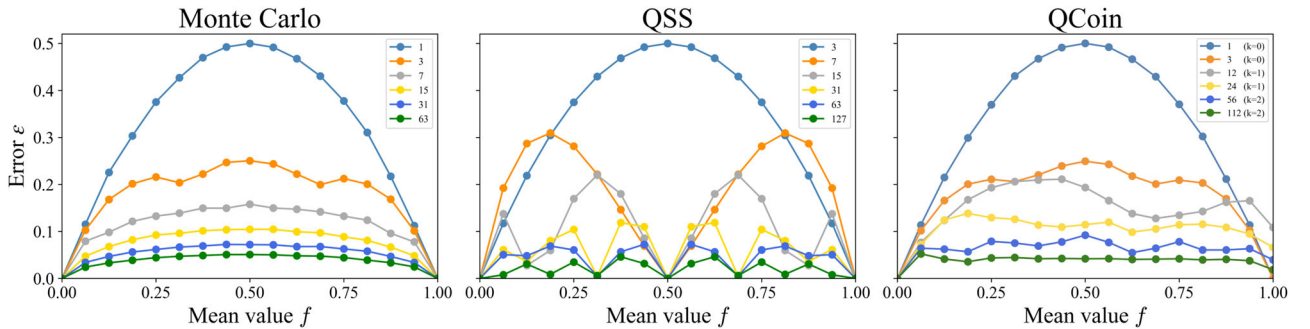 Monte Carlo
QSS
QCoin
Error ε
0.5
0.4
0.3
0.2
0.1
0.0
1
3
7
15
31
63
0.00
0.25
0.50
0.75
1.00
Mean value f
3
7
15
31
63
127
0.00
0.25
0.50
0.75
1.00
Mean value f
1 (k=0)
3 (k=0)
12 (k=1)
24 (k=1)
56 (k=2)
112 (k=2)
0.00
0.25
0.50
0.75
1.00
Mean value f